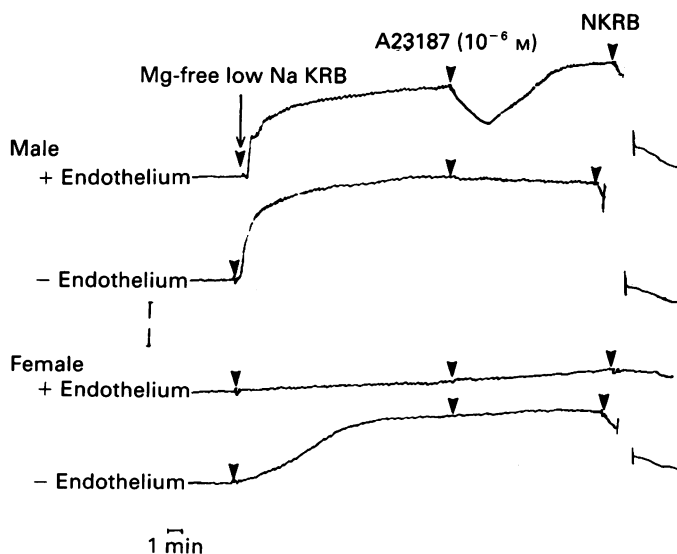 NKRB
A23187 (10⁻⁶ M)
Mg-free low Na KRB
Male
+ Endothelium
− Endothelium
Female
+ Endothelium
− Endothelium
1 min